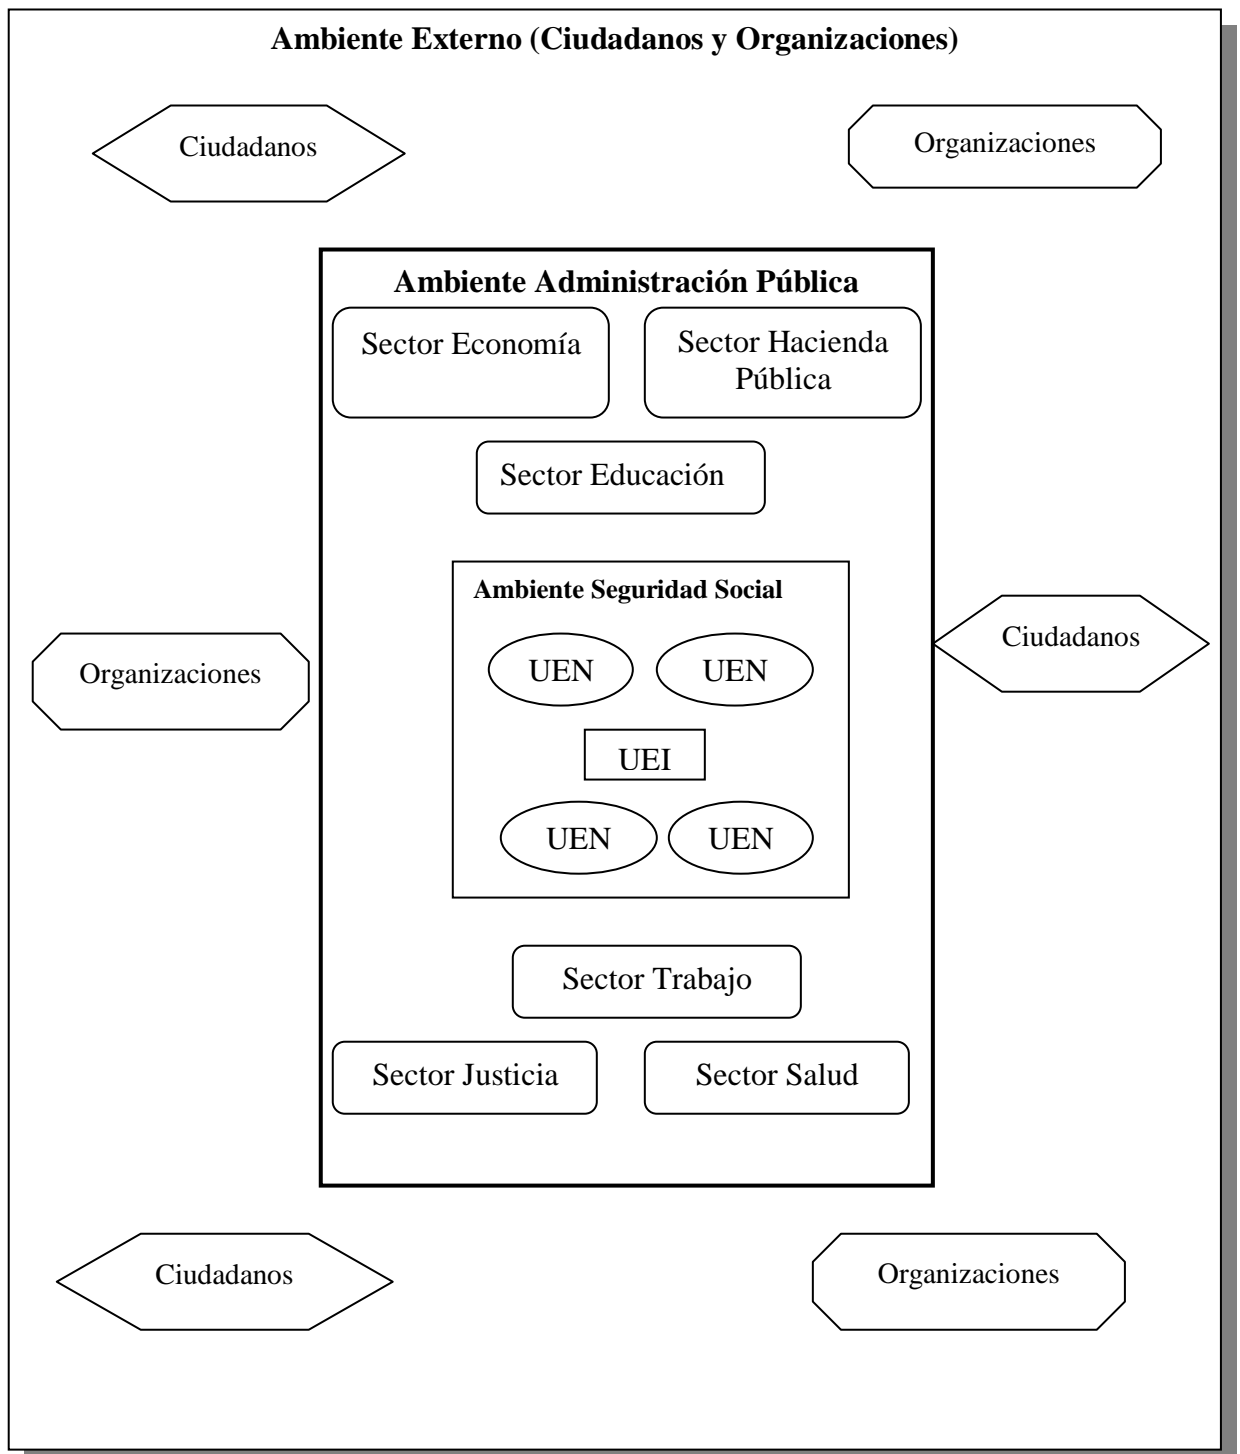 Ambiente Externo (Ciudadanos y Organizaciones)
Ciudadanos
Organizaciones
Ambiente Administración Pública
Sector Economía
Sector Hacienda
Pública
Sector Educación
Ambiente Seguridad Social
UEN
UEN
Ciudadanos
Organizaciones
UEI
UEN
UEN
Sector Trabajo
Sector Justicia
Sector Salud
Ciudadanos
Organizaciones